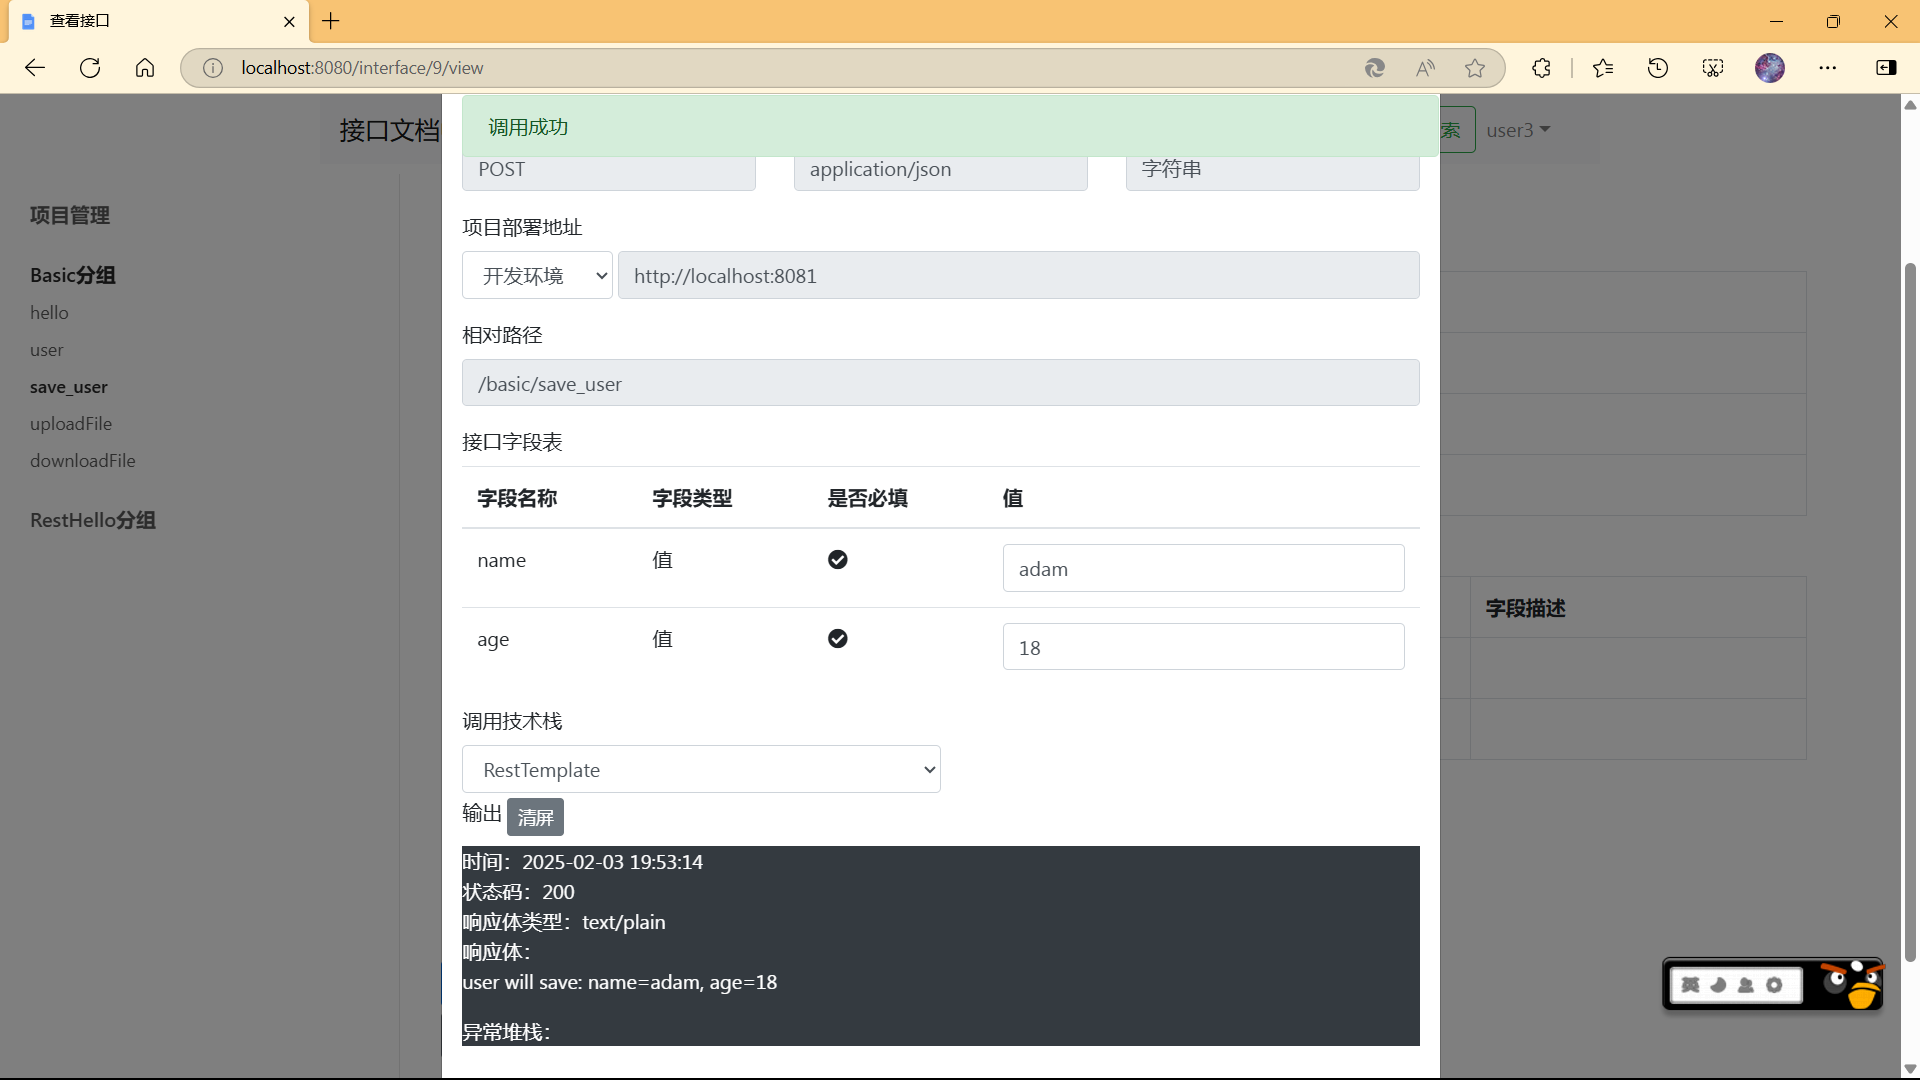 查看接口
localhost:8080/interface/9/view
接口文档
调用成功
索
user3
POST
application/json
字符串
项目管理
Basic分组
hello
user
save_user
uploadFile
downloadFile
RestHello分组
项目部署地址
开发环境
http://localhost:8081
相对路径
/basic/save_user
接口字段表
字段名称 字段类型 是否必填 值
name 值 adam
age 值 18
字段描述
调用技术栈
RestTemplate
输出 清屏
时间：2025-02-03 19:53:14
状态码：200
响应体类型：text/plain
响应体：
user will save: name=adam, age=18
异常堆栈：
英